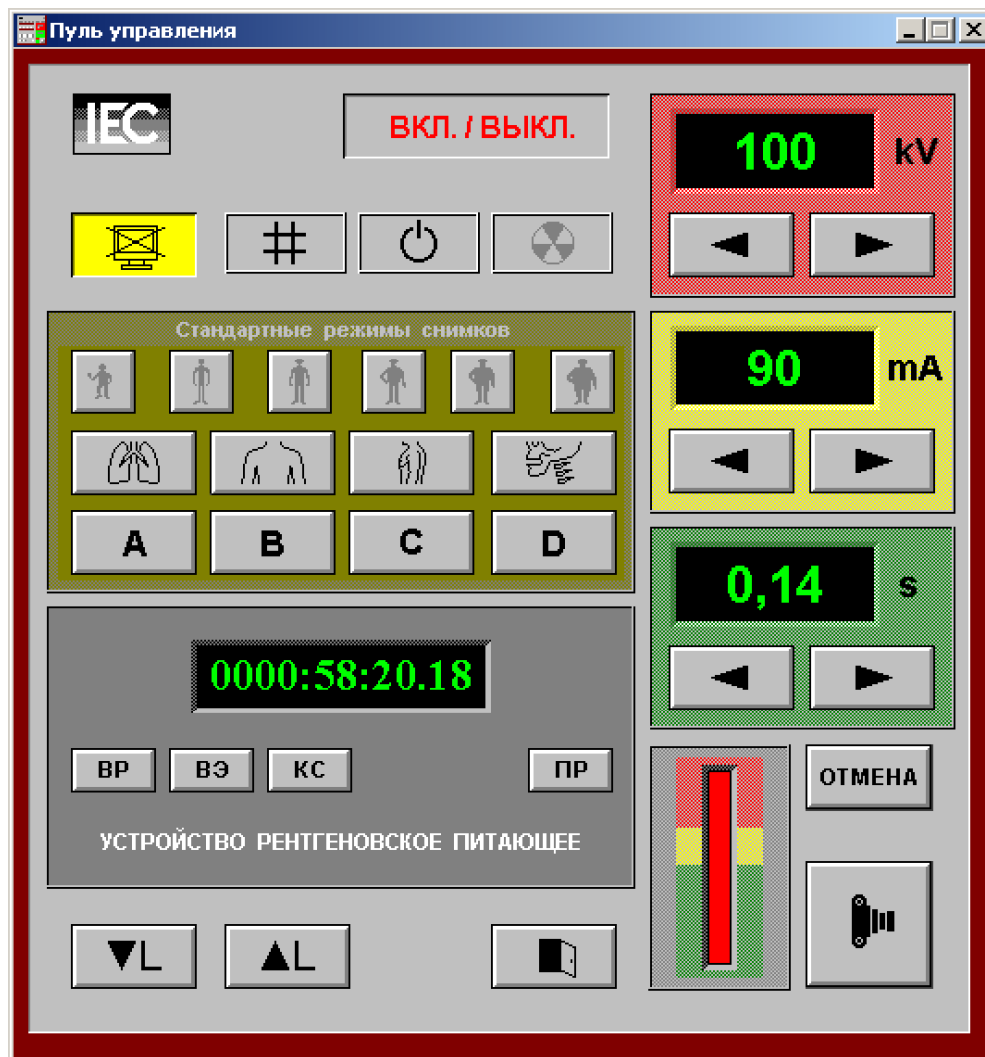 Пуль управления
IEC
ВКЛ. / ВЫКЛ.
100 kV
Стандартные режимы снимков
90 mA
A B C D
0,14 s
0000:58:20.18
ВР ВЭ КС ПР
ОТМЕНА
УСТРОЙСТВО РЕНТГЕНОВСКОЕ ПИТАЮЩЕЕ
▼L ▲L